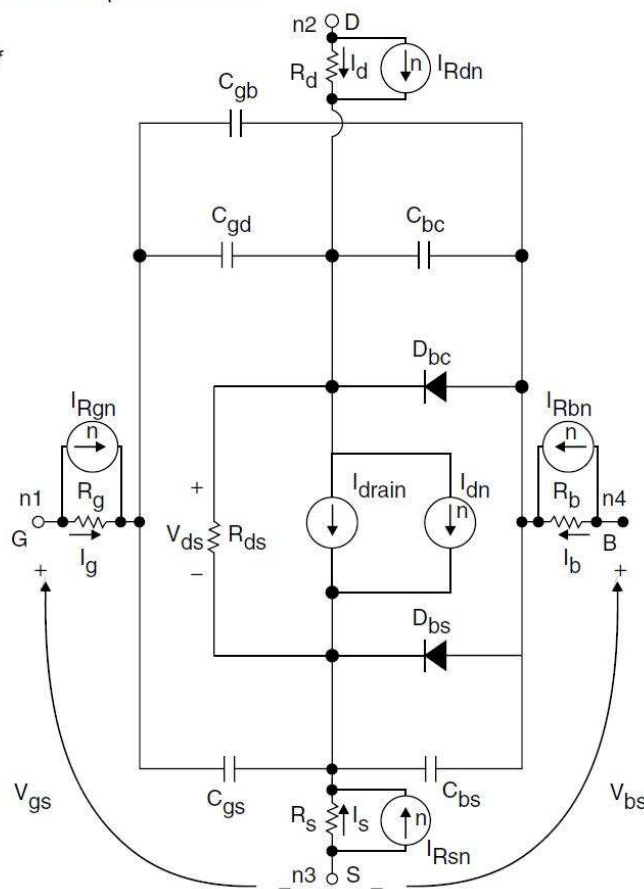 n2 D
f
R_d I_d n I_Rdn
C_gb
C_gd C_bc
D_bc
I_Rgn n I_Rbn n
n1 R_g I_drain I_dn n R_b n4
G I_g + V_ds − R_ds I_b B
+ +
D_bs
V_gs C_gs C_bs V_bs
R_s I_s n I_Rsn
n3 S
− −